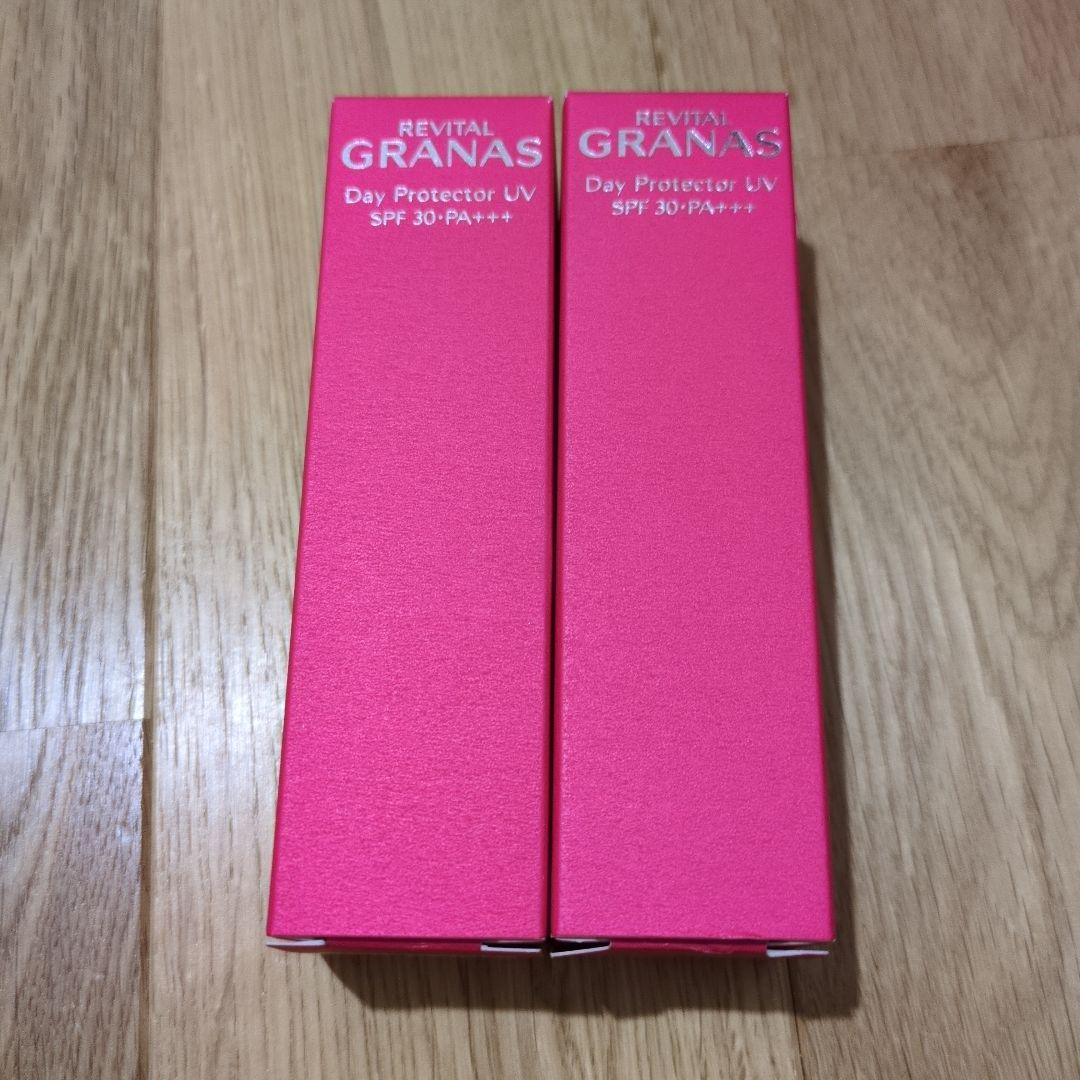 REVITAL
GRANAS
Day Protector UV
SPF 30·PA+++
REVITAL
GRANAS
Day Protector UV
SPF 30·PA+++